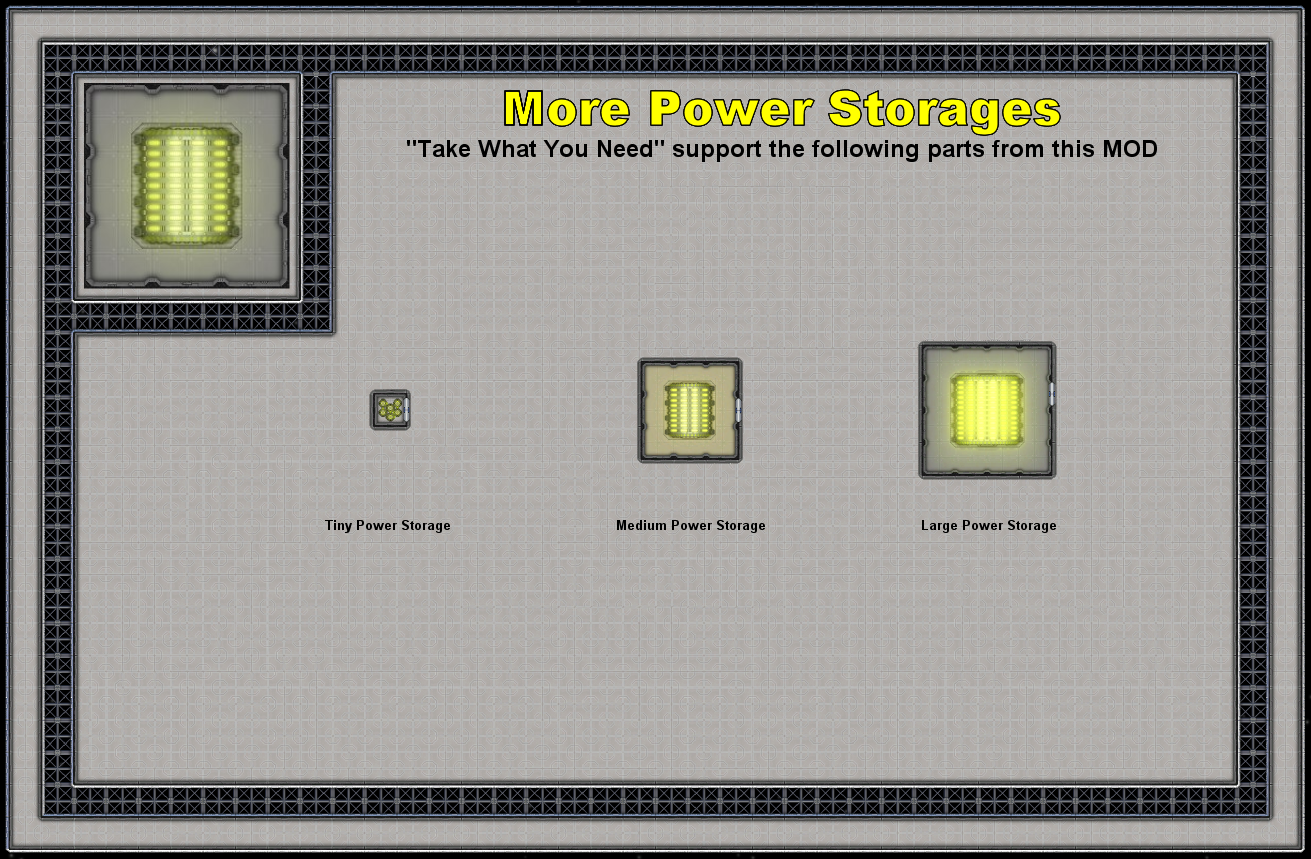 More Power Storages
"Take What You Need" support the following parts from this MOD
Tiny Power Storage
Medium Power Storage
Large Power Storage